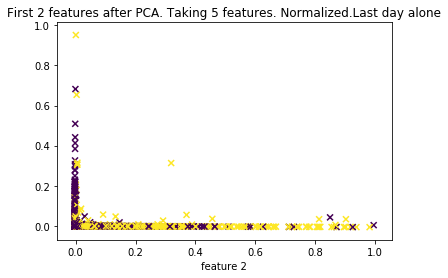 First 2 features after PCA. Taking 5 features. Normalized.Last day alone
1.0
0.8
0.6
0.4
0.2
0.0
0.0 0.2 0.4 0.6 0.8 1.0
feature 2